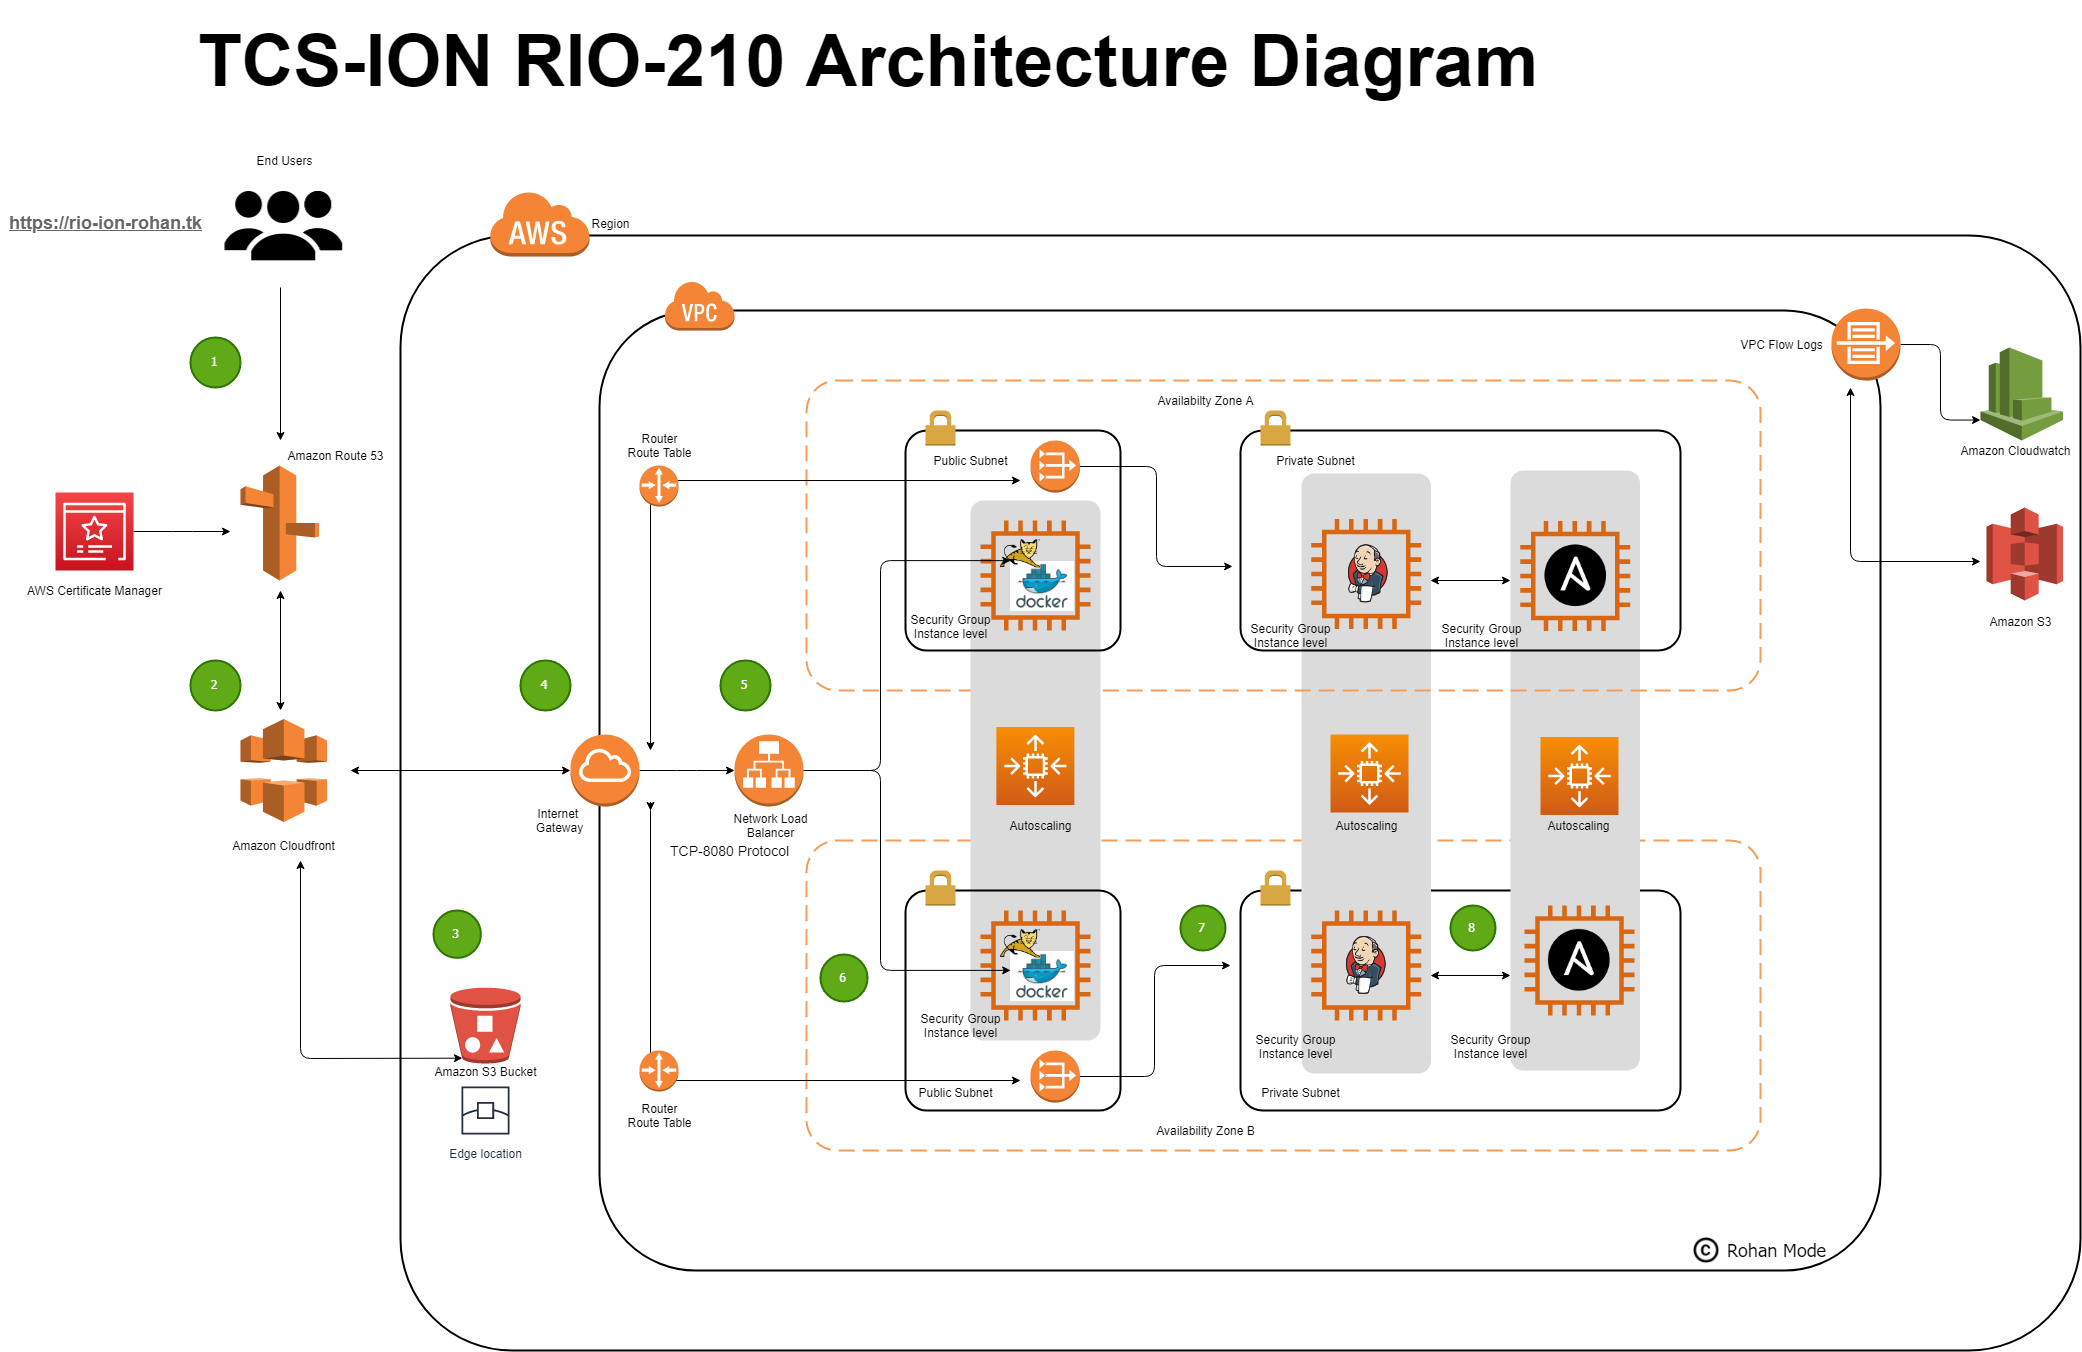 TCS-ION RIO-210 Architecture Diagram
End Users
https://rio-ion-rohan.tk
AWS
Region
VPC
1
VPC Flow Logs
Availabilty Zone A
Router
Route Table
Public Subnet
Private Subnet
Amazon Cloudwatch
Amazon Route 53
AWS Certificate Manager
docker
Security Group
Instance level
Security Group
Instance level
Security Group
Instance level
Amazon S3
2
4
5
Internet
Gateway
Network Load
Balancer
TCP-8080 Protocol
Autoscaling
Autoscaling
Autoscaling
Amazon Cloudfront
3
6
7
8
docker
Security Group
Instance level
Security Group
Instance level
Security Group
Instance level
Amazon S3 Bucket
Edge location
Router
Route Table
Public Subnet
Private Subnet
Availability Zone B
© Rohan Mode